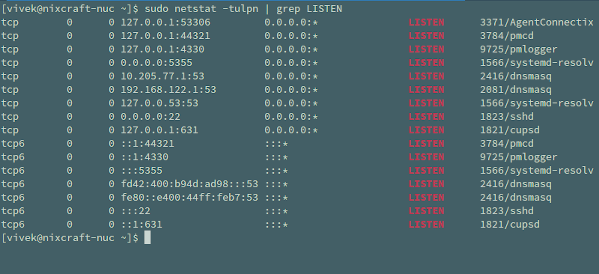 [vivek@nixcraft-nuc ~]$ sudo netstat -tulpn | grep LISTEN
tcp 0 0 127.0.0.1:53306 0.0.0.0:* LISTEN 3371/AgentConnectix
tcp 0 0 127.0.0.1:44321 0.0.0.0:* LISTEN 3784/pmcd
tcp 0 0 127.0.0.1:4330 0.0.0.0:* LISTEN 9725/pmlogger
tcp 0 0 0.0.0.0:5355 0.0.0.0:* LISTEN 1566/systemd-resolv
tcp 0 0 10.205.77.1:53 0.0.0.0:* LISTEN 2416/dnsmasq
tcp 0 0 192.168.122.1:53 0.0.0.0:* LISTEN 2081/dnsmasq
tcp 0 0 127.0.0.53:53 0.0.0.0:* LISTEN 1566/systemd-resolv
tcp 0 0 0.0.0.0:22 0.0.0.0:* LISTEN 1823/sshd
tcp 0 0 127.0.0.1:631 0.0.0.0:* LISTEN 1821/cupsd
tcp6 0 0 ::1:44321 :::* LISTEN 3784/pmcd
tcp6 0 0 ::1:4330 :::* LISTEN 9725/pmlogger
tcp6 0 0 :::5355 :::* LISTEN 1566/systemd-resolv
tcp6 0 0 fd42:400:b94d:ad98:::53 :::* LISTEN 2416/dnsmasq
tcp6 0 0 fe80::e400:44ff:feb7:53 :::* LISTEN 2416/dnsmasq
tcp6 0 0 :::22 :::* LISTEN 1823/sshd
tcp6 0 0 ::1:631 :::* LISTEN 1821/cupsd
[vivek@nixcraft-nuc ~]$